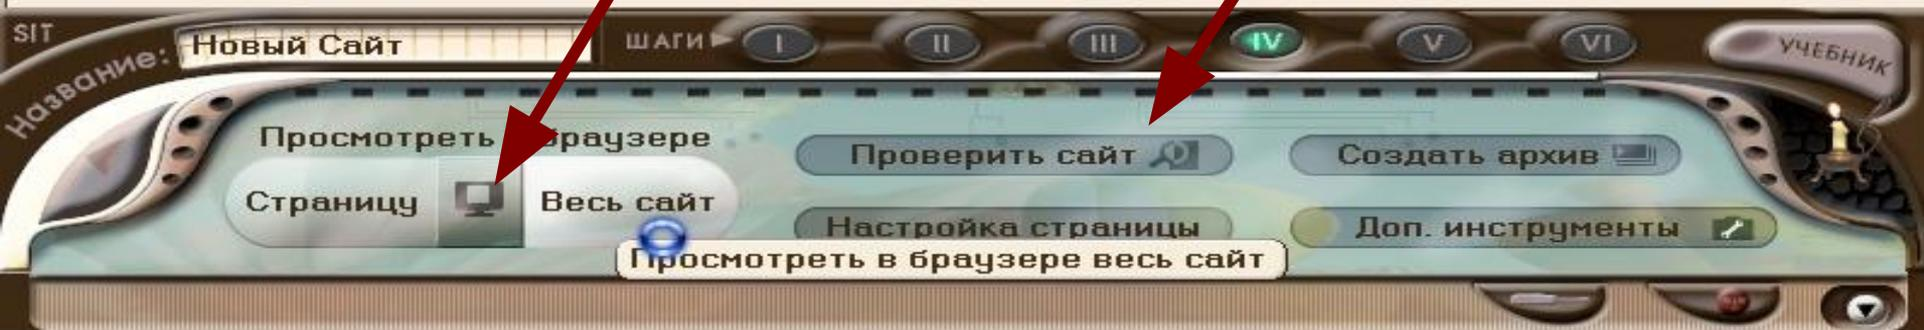 SIT
Название: Новый Сайт
ШАГИ I II III IV V VI
УЧЕБНИК
Просмотреть браузере
Страницу Весь сайт
Проверить сайт
Создать архив
Настройка страницы
Доп. инструменты
Просмотреть в браузере весь сайт